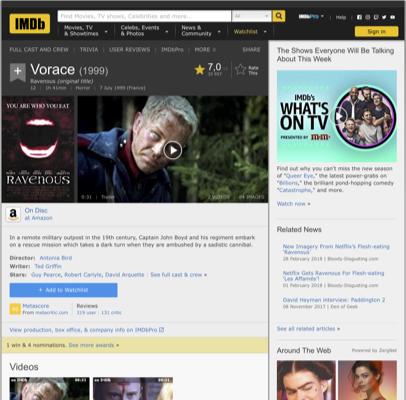 IMDb
Find Movies, TV shows, Celebrities and more...
All
IMDbPro
Help
Movies, TV & Showtimes
Celebs, Events & Photos
News & Community
Watchlist
Sign in
FULL CAST AND CREW
TRIVIA
USER REVIEWS
IMDbPro
MORE
SHARE
Vorace (1999)
Ravenous (original title)
12 | 1h 41min | Horror | 7 July 1999 (France)
7,0
Rate This
YOU ARE WHO YOU EAT
RAVENOUS
0:31 | Trailer
2 VIDEOS
84 IMAGES
On Disc
at Amazon
In a remote military outpost in the 19th century, Captain John Boyd and his regiment embark
on a rescue mission which takes a dark turn when they are ambushed by a sadistic cannibal.
Director: Antonia Bird
Writer: Ted Griffin
Stars: Guy Pearce, Robert Carlyle, David Arquette | See full cast & crew »
+ Add to Watchlist
Metascore
From metacritic.com
Reviews
319 user | 131 critic
View production, box office, & company info on IMDbPro
1 win & 4 nominations. See more awards »
Videos
The Shows Everyone Will Be Talking
About This Week
IMDb's
WHAT'S
ON TV
PRESENTED BY m&m's
Find out why you can't miss the new season
of "Queer Eye," the latest power-grabs on
"Billions," the brilliant pond-hopping comedy
"Catastrophe," and more.
Watch now »
Related News
New Imagery From Netflix's Flesh-eating
'Ravenous'
28 February 2018 | Bloody-Disgusting.com
Netflix Gets Ravenous For Flesh-eating
'Les Affamés'!
01 February 2018 | Bloody-Disgusting.com
David Heyman interview: Paddington 2
08 November 2017 | Den of Geek
See all related articles »
Around The Web
Powered by ZergNet